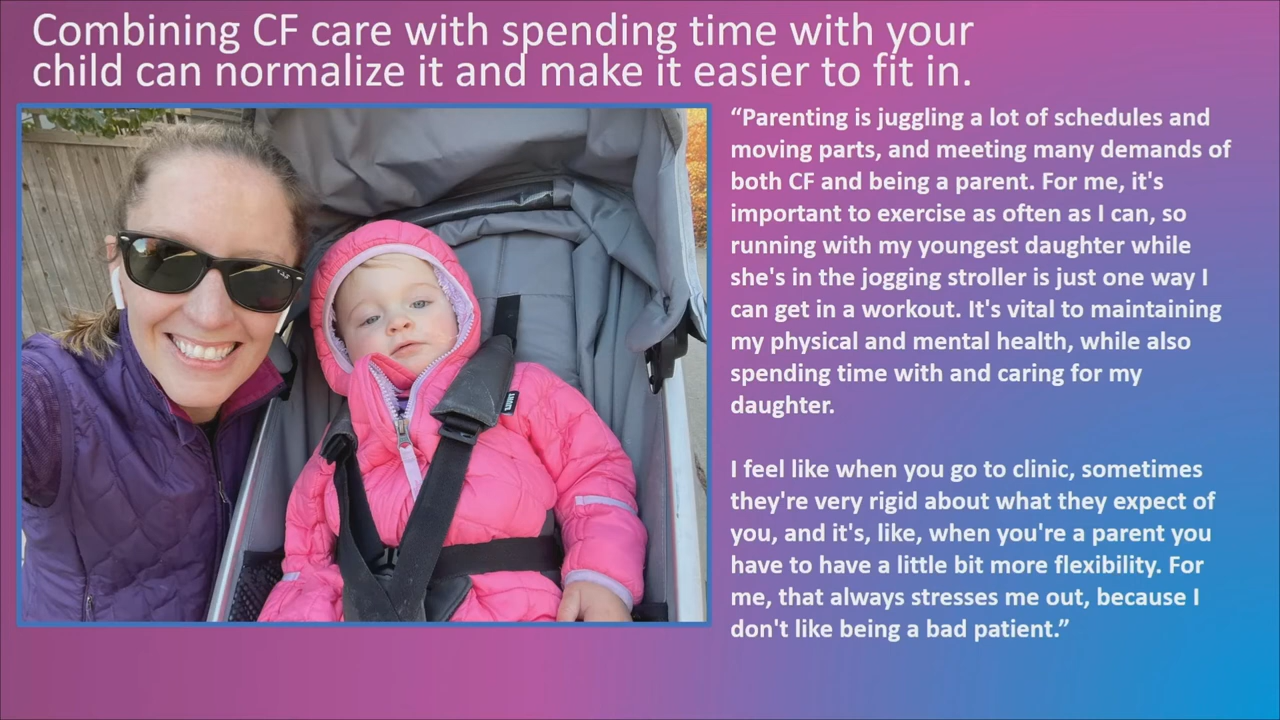 Combining CF care with spending time with your
child can normalize it and make it easier to fit in.
“Parenting is juggling a lot of schedules and
moving parts, and meeting many demands of
both CF and being a parent. For me, it's
important to exercise as often as I can, so
running with my youngest daughter while
she's in the jogging stroller is just one way I
can get in a workout. It's vital to maintaining
my physical and mental health, while also
spending time with and caring for my
daughter.
I feel like when you go to clinic, sometimes
they're very rigid about what they expect of
you, and it's, like, when you're a parent you
have to have a little bit more flexibility. For
me, that always stresses me out, because I
don't like being a bad patient.”